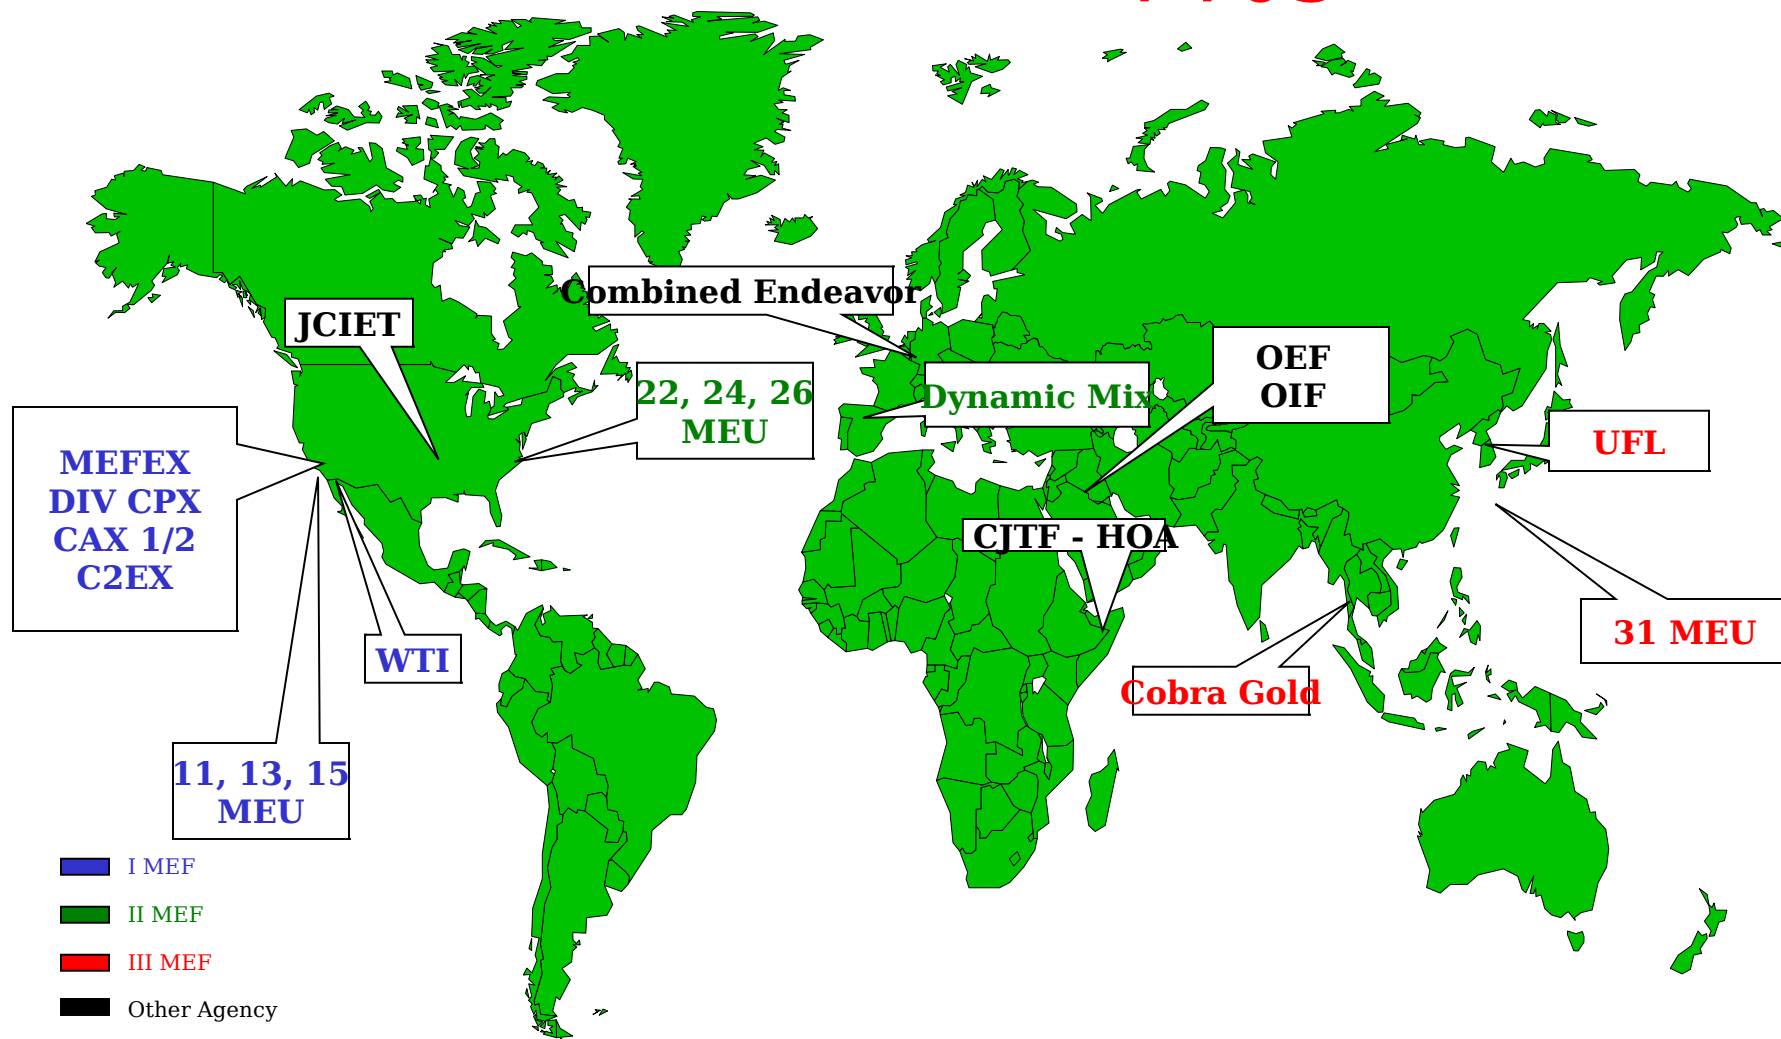 Combined Endeavor
JCIET
OEF
OIF
22, 24, 26
MEU
Dynamic Mix
UFL
MEFEX
DIV CPX
CAX 1/2
C2EX
CJTF - HOA
31 MEU
WTI
Cobra Gold
11, 13, 15
MEU
I MEF
II MEF
III MEF
Other Agency